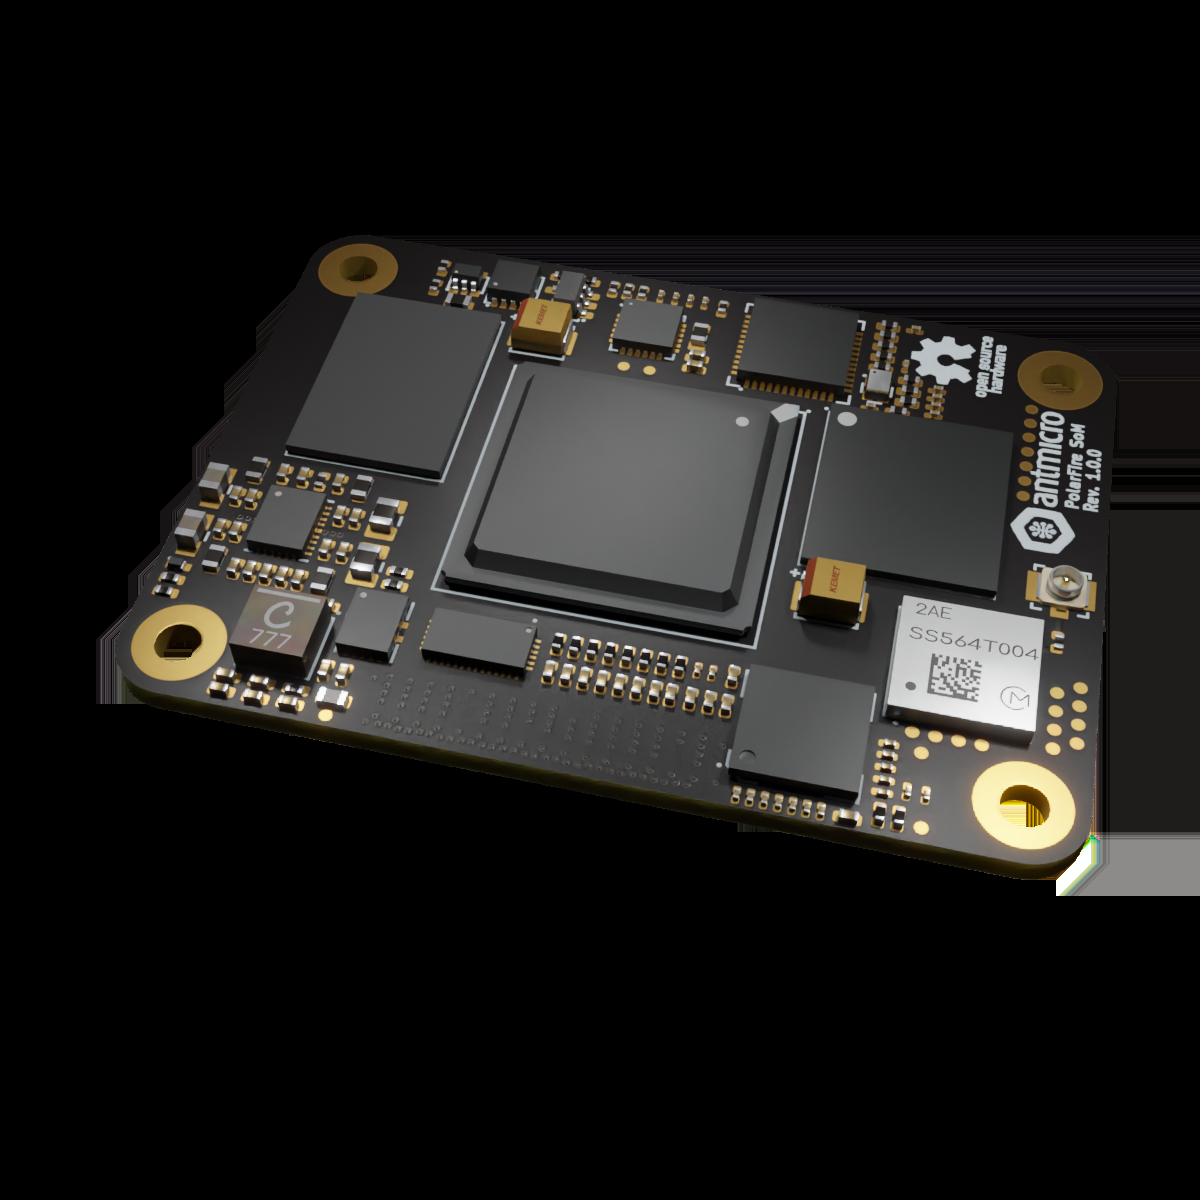 KEMET
open source
hardware
antmicro
PolarFire SoM
Rev. 1.0.0
KEMET
2AE
SS564T004
M
C
777